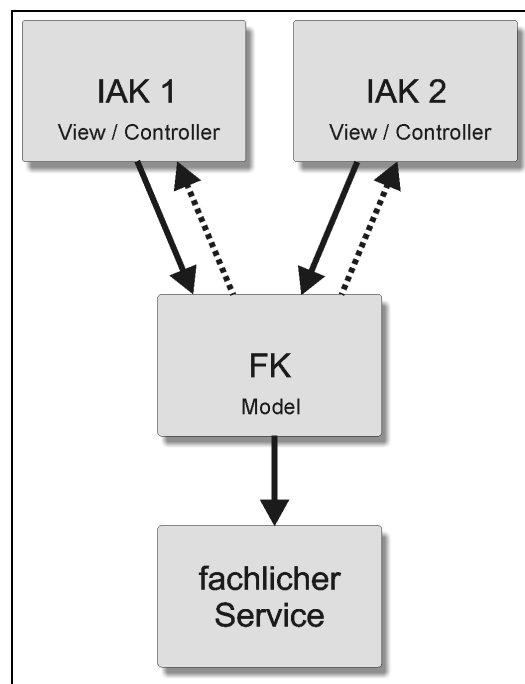 IAK 1
View / Controller
IAK 2
View / Controller
FK
Model
fachlicher
Service